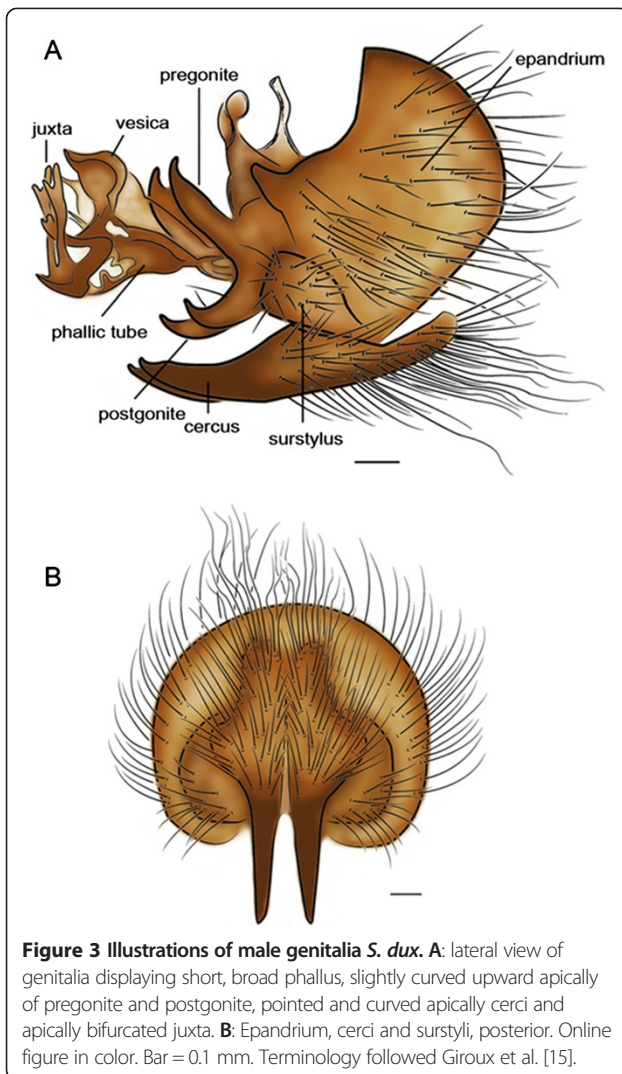 A
epandrium
pregonite
vesica
juxta
phallic tube
postgonite
cercus
surstylus
B
Figure 3 Illustrations of male genitalia S. dux. A: lateral view of
genitalia displaying short, broad phallus, slightly curved upward apically
of pregonite and postgonite, pointed and curved apically cerci and
apically bifurcated juxta. B: Epandrium, cerci and surstyli, posterior. Online
figure in color. Bar = 0.1 mm. Terminology followed Giroux et al. [15].